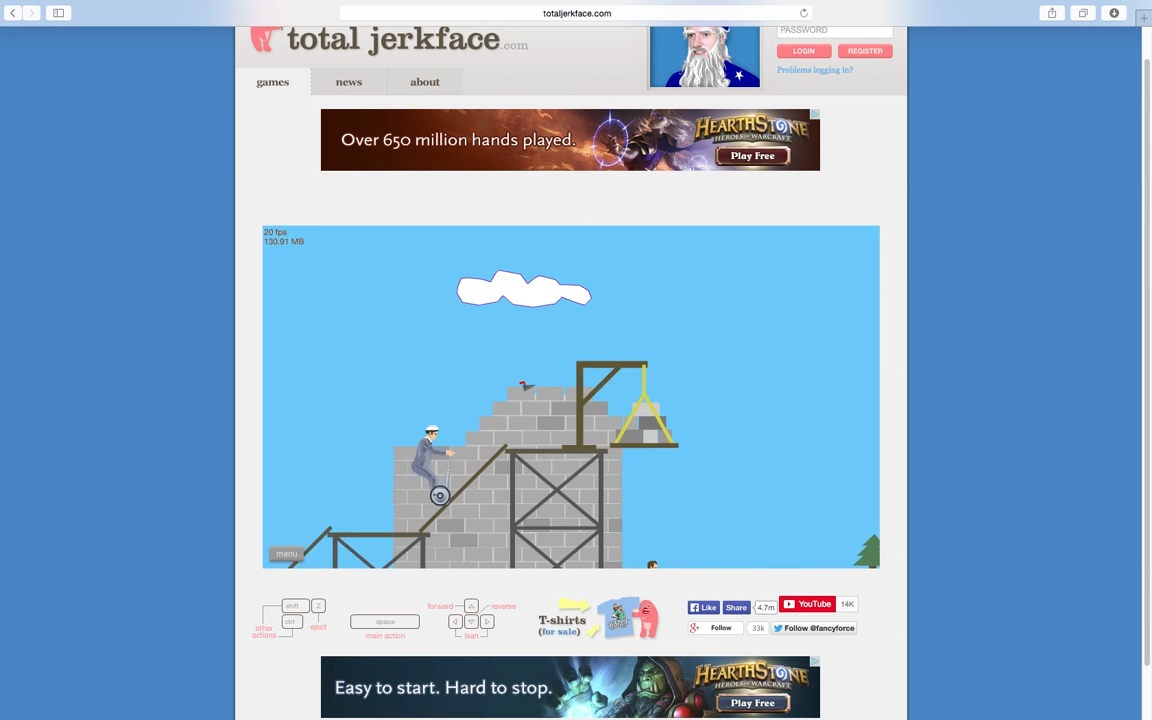 totaljerkface.com
total jerkface.com
PASSWORD
LOGIN
REGISTER
Problems logging in?
games
news
about
Over 650 million hands played.
HEARTHSTONE
HEROES OF WARCRAFT
Play Free
20 fps
130.91 MB
menu
shift
Z
ctrl
other
actions
eject
space
main action
forward
reverse
lean
T-shirts
(for sale)
Like
Share
4.7m
YouTube
14K
g+
Follow
33k
Follow @fancyforce
Easy to start. Hard to stop.
HEARTHSTONE
HEROES OF WARCRAFT
Play Free